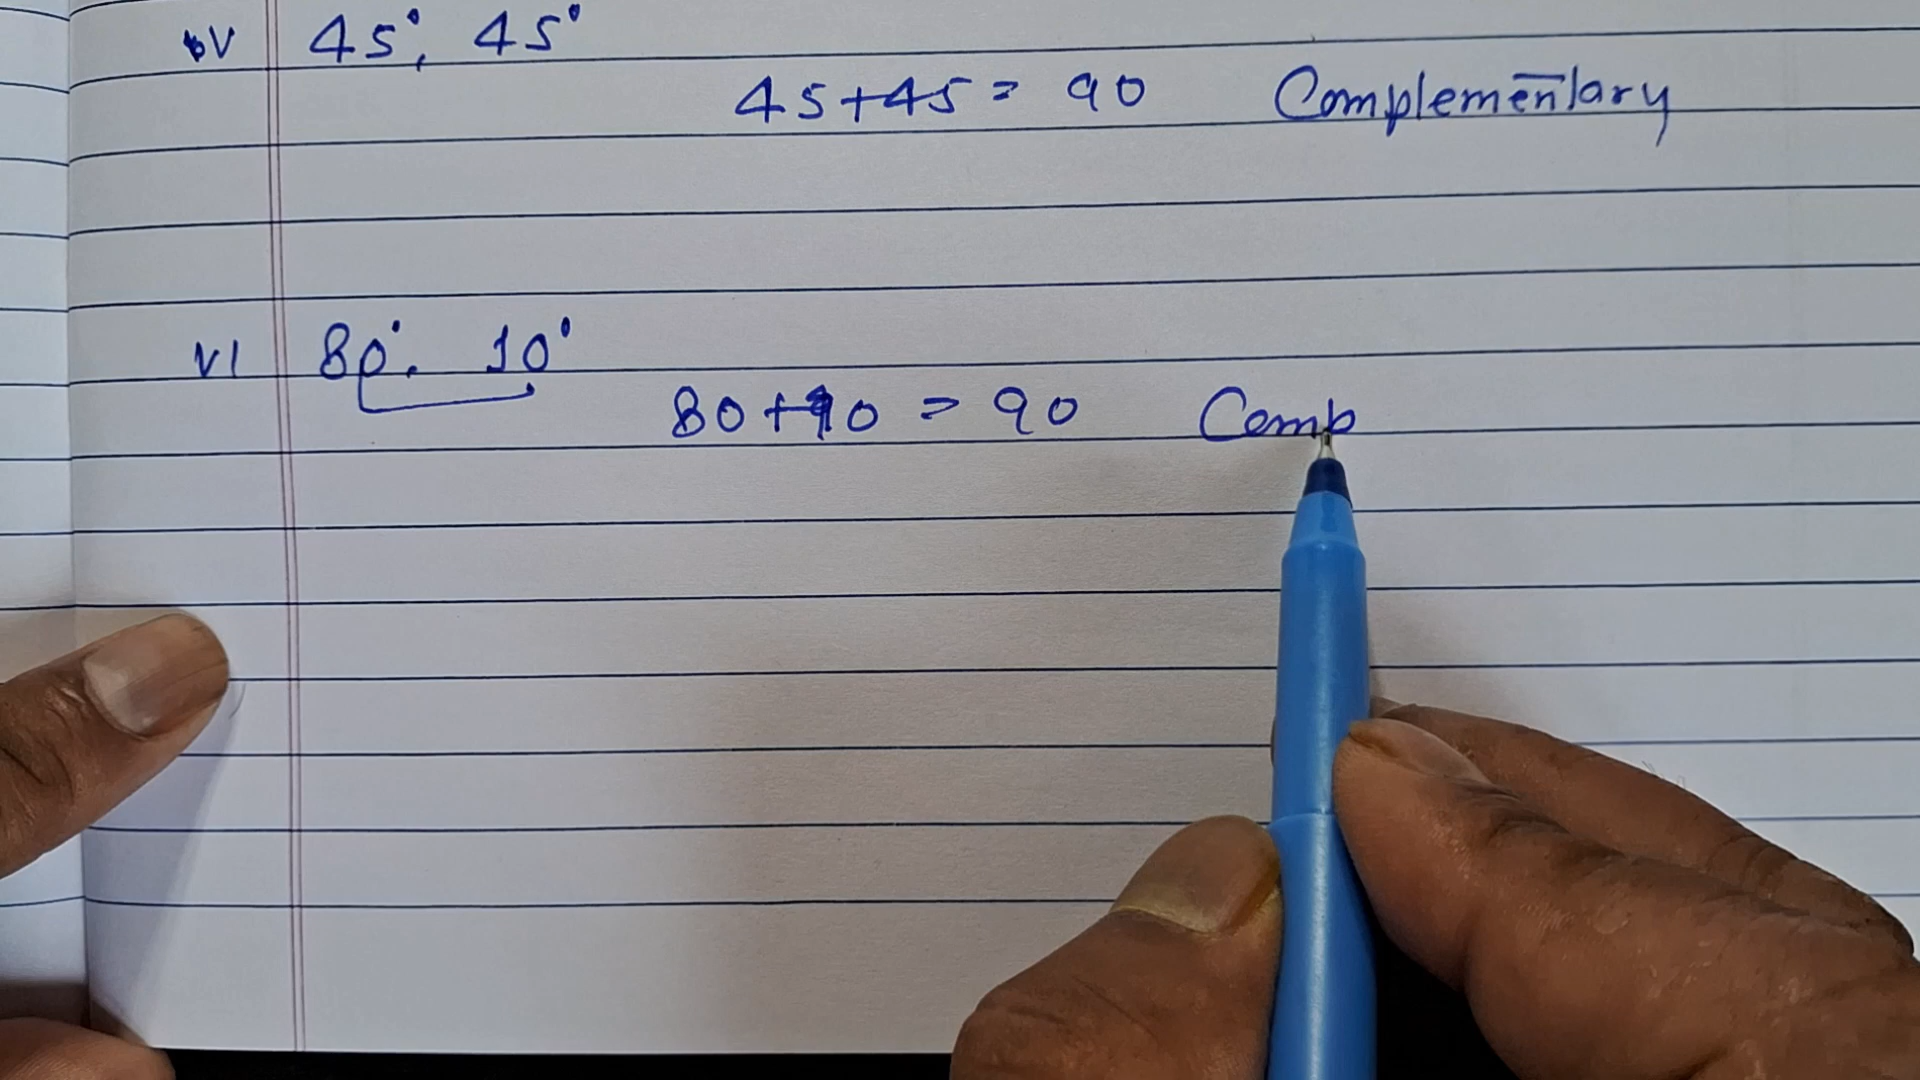 V 45°, 45°
45+45 = 90 Complementary
VI 80°. 10°
80+10 = 90 Comp